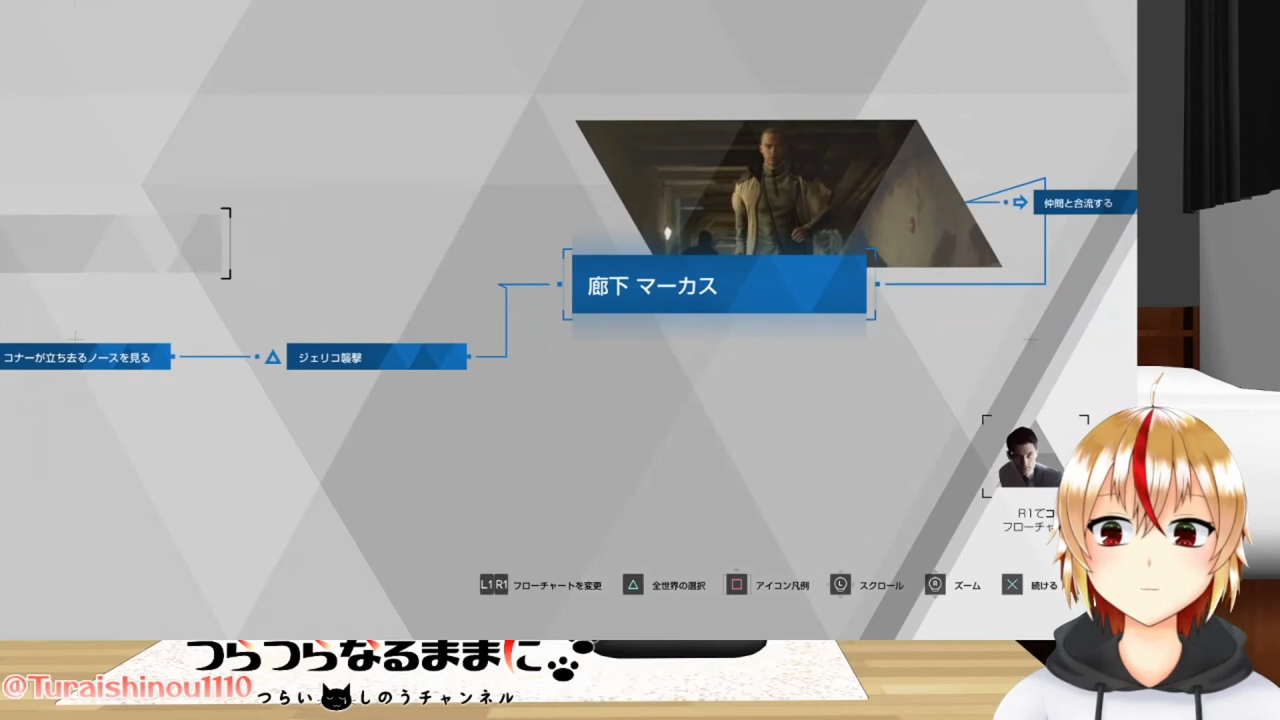 仲間と合流する
廊下 マーカス
コナーが立ち去るノースを見る
ジェリコ襲撃
R1でコ
フローチャ
L1 R1 フローチャートを変更 全世界の選択 アイコン凡例 L スクロール R ズーム 続ける
つらつらなるままに
@Turaishinou1110
つらい しのうチャンネル